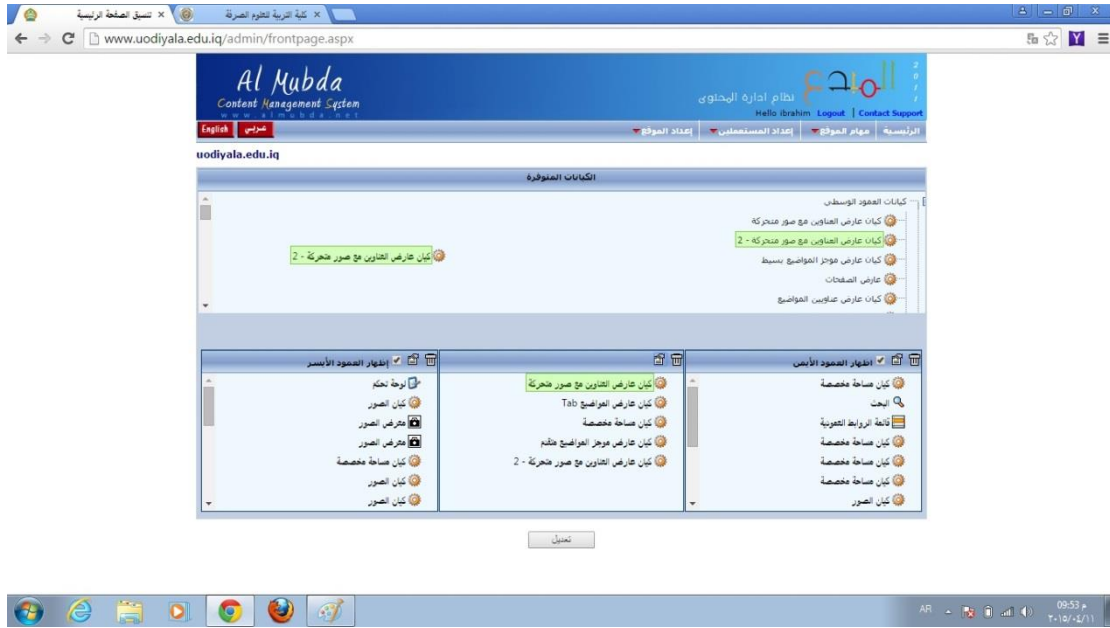 تنسيق الصفحة الرئيسية
كلية التربية للعلوم الصرفة
www.uodiyala.edu.iq/admin/frontpage.aspx
Al Mubda
Content Management System
www.almubda.net
المبدع
2011
نظام ادارة المحتوى
Hello ibrahim Logout | Contact Support
English عربي
الرئيسية مهام الموقع إعداد المستعملين إعداد الموقع
uodiyala.edu.iq
الكيانات المتوفرة
كيانات العمود الوسطي
كيان عارض العناوين مع صور متحركة
كيان عارض العناوين مع صور متحركة - 2
كيان عارض موجز المواضيع بسيط
عارض الصفحات
كيان عارض عناويين المواضيع
كيان عارض العناوين مع صور متحركة - 2
اظهار العمود الأيمن
كيان مساحة مخصصة
البحث
كيان مساحة مخصصة
كيان مساحة مخصصة
كيان مساحة مخصصة
كيان الصور
كيان عارض العناوين مع صور متحركة
كيان عارض المواضيع Tab
كيان مساحة مخصصة
كيان عارض موجز المواضيع متقدم
كيان عارض العناوين مع صور متحركة - 2
إظهار العمود الأيسر
لوحة تحكم
كيان الصور
معرض الصور
معرض الصور
كيان مساحة مخصصة
كيان الصور
كيان الصور
تعديل
AR
09:53 م
٢٠١٥/٠٤/١١